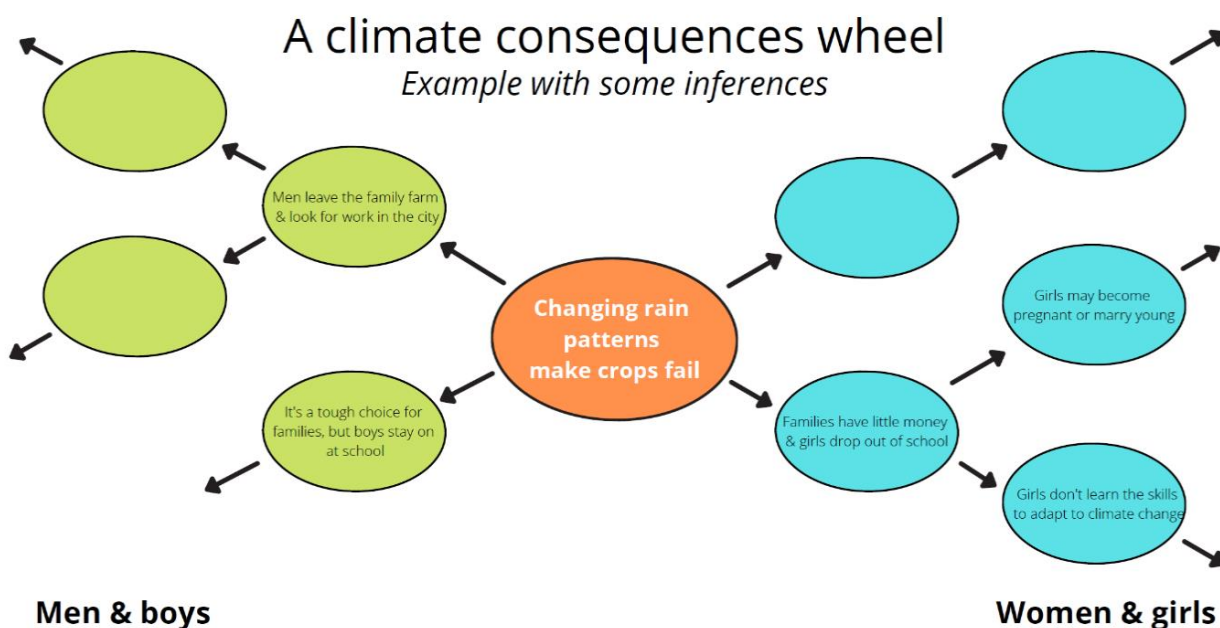 A climate consequences wheel
Example with some inferences
Men leave the family farm
& look for work in the city
Changing rain
patterns
make crops fail
Girls may become
pregnant or marry young
It's a tough choice for
families, but boys stay on
at school
Families have little money
& girls drop out of school
Girls don't learn the skills
to adapt to climate change
Men & boys
Women & girls